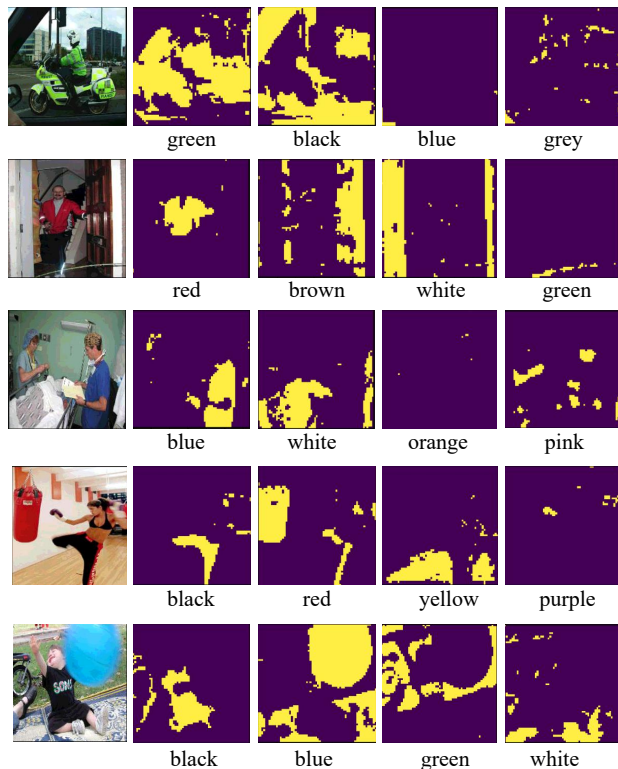 green black blue grey
red brown white green
blue white orange pink
black red yellow purple
SOMS
black blue green white